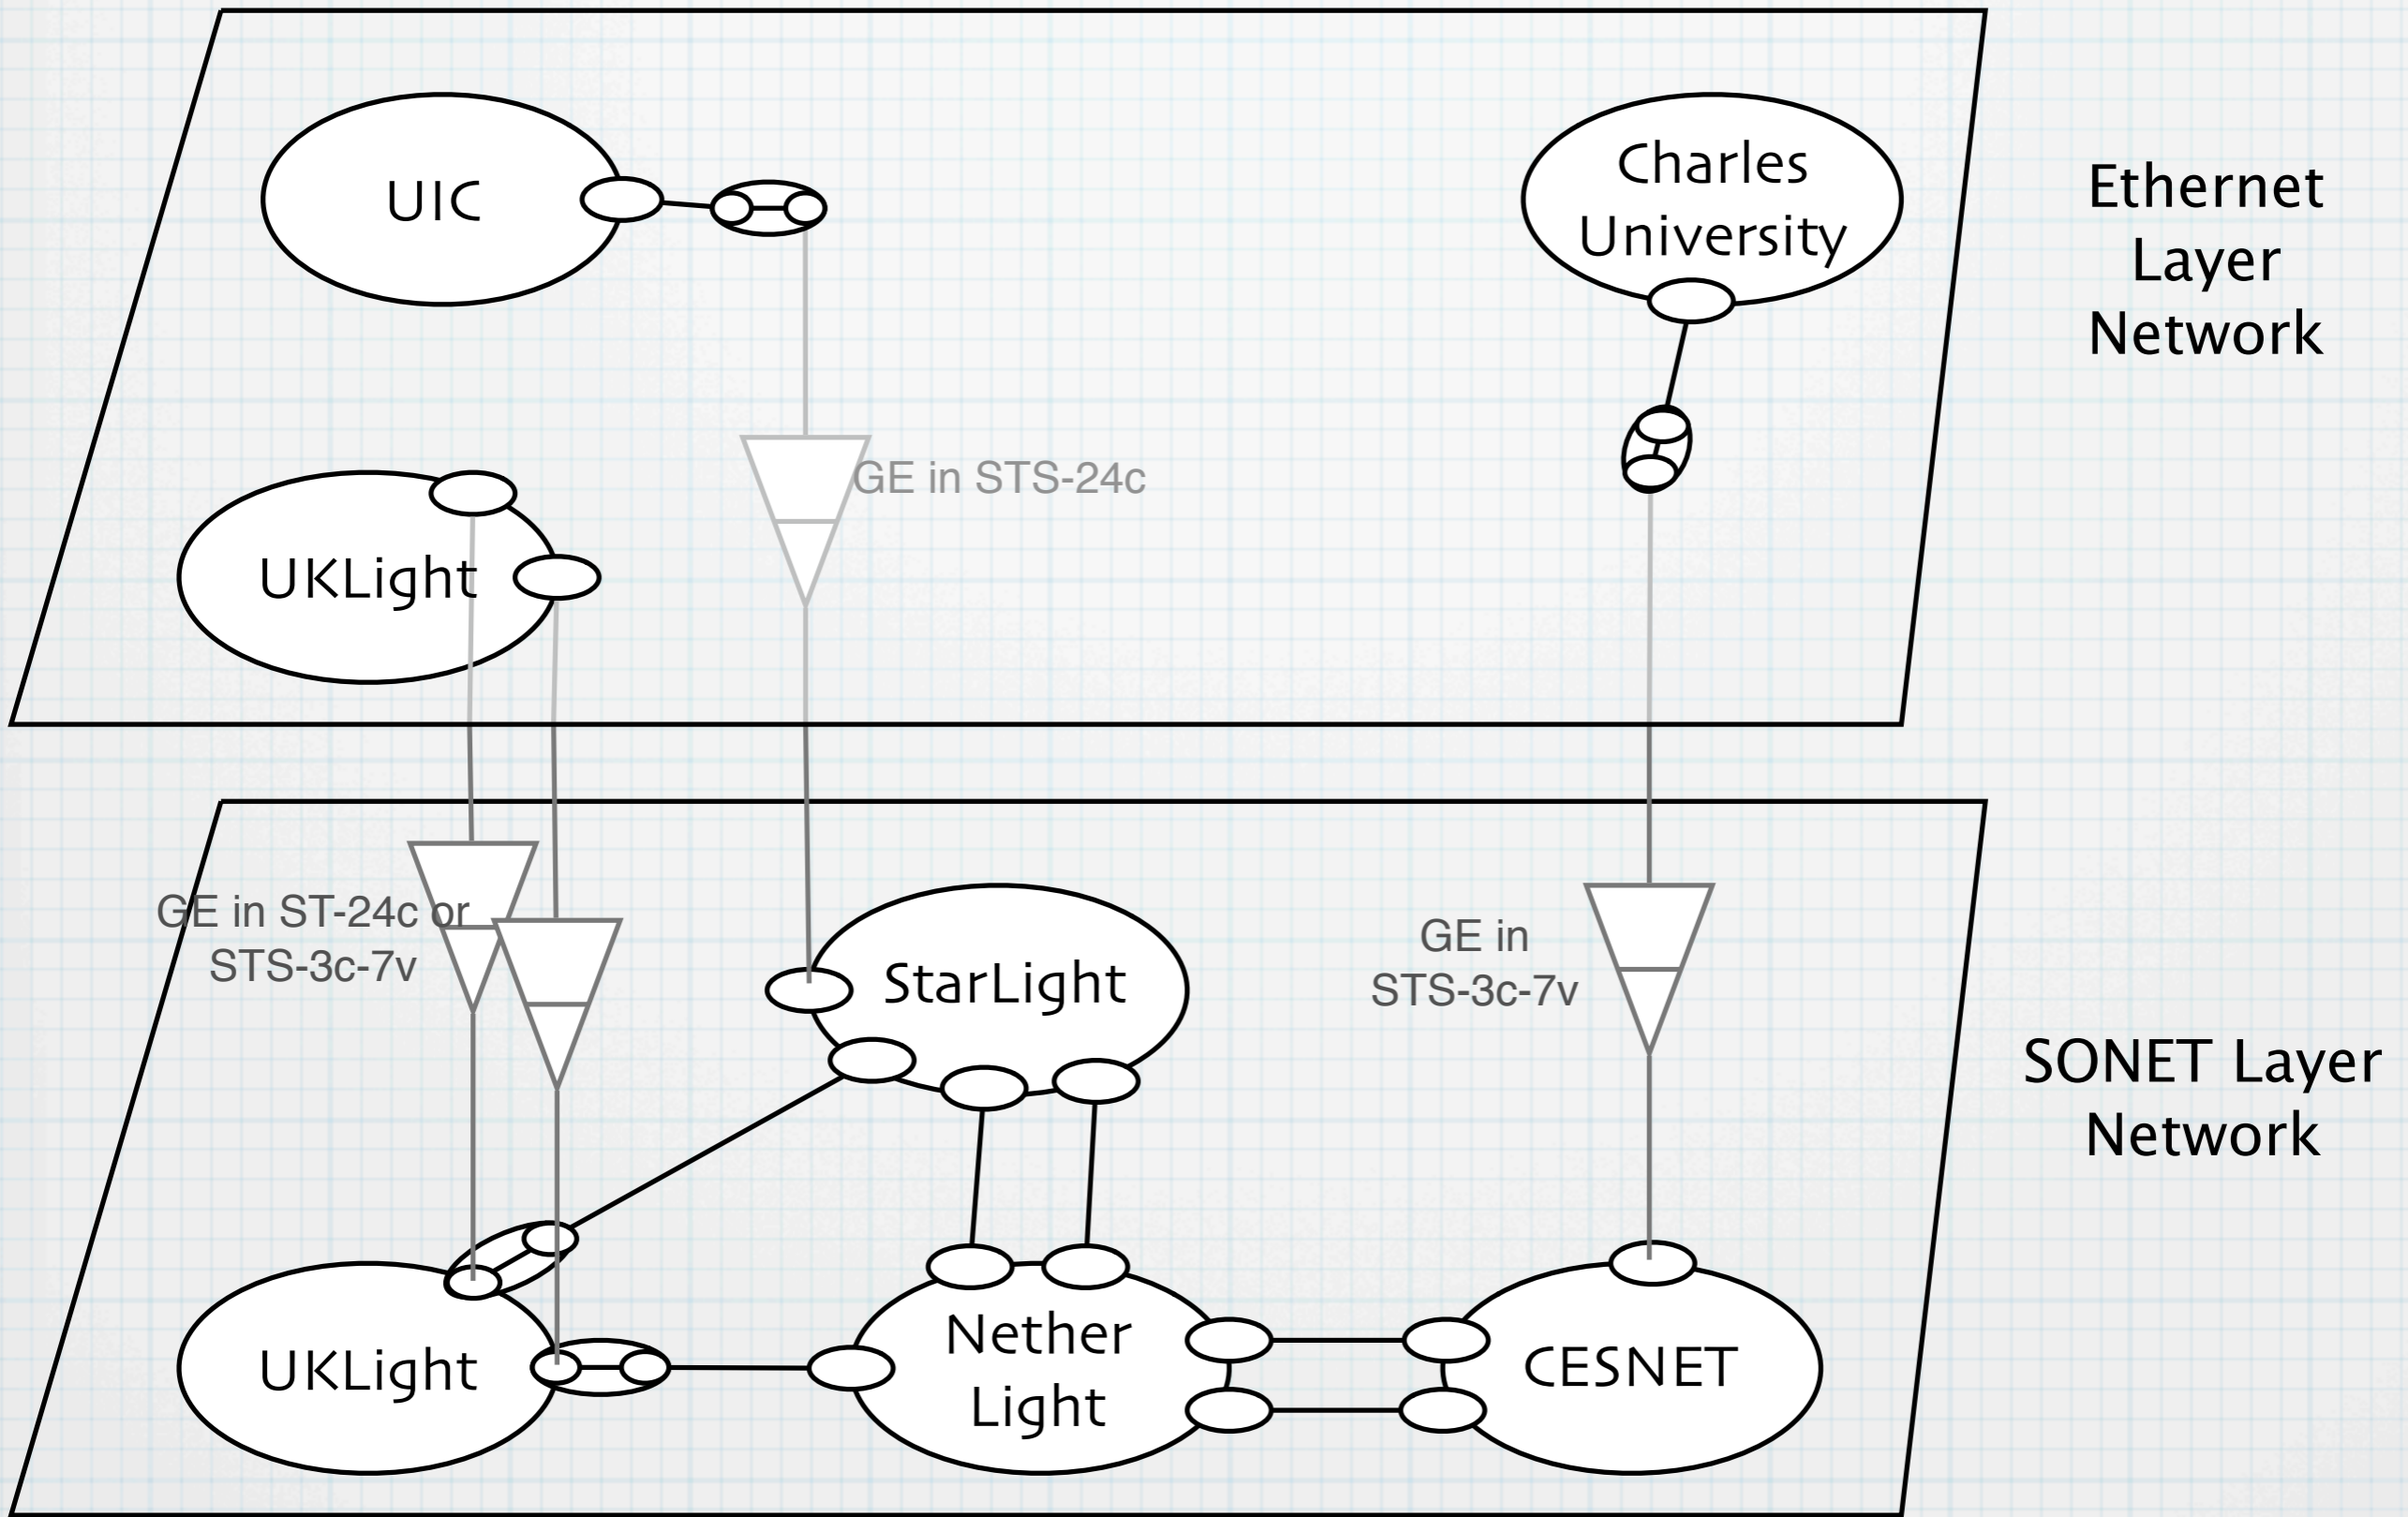 UIC
Charles
University
Ethernet
Layer
Network
GE in STS-24c
UKLight
GE in ST-24c or
STS-3c-7v
StarLight
GE in
STS-3c-7v
SONET Layer
Network
UKLight
Nether
Light
CESNET